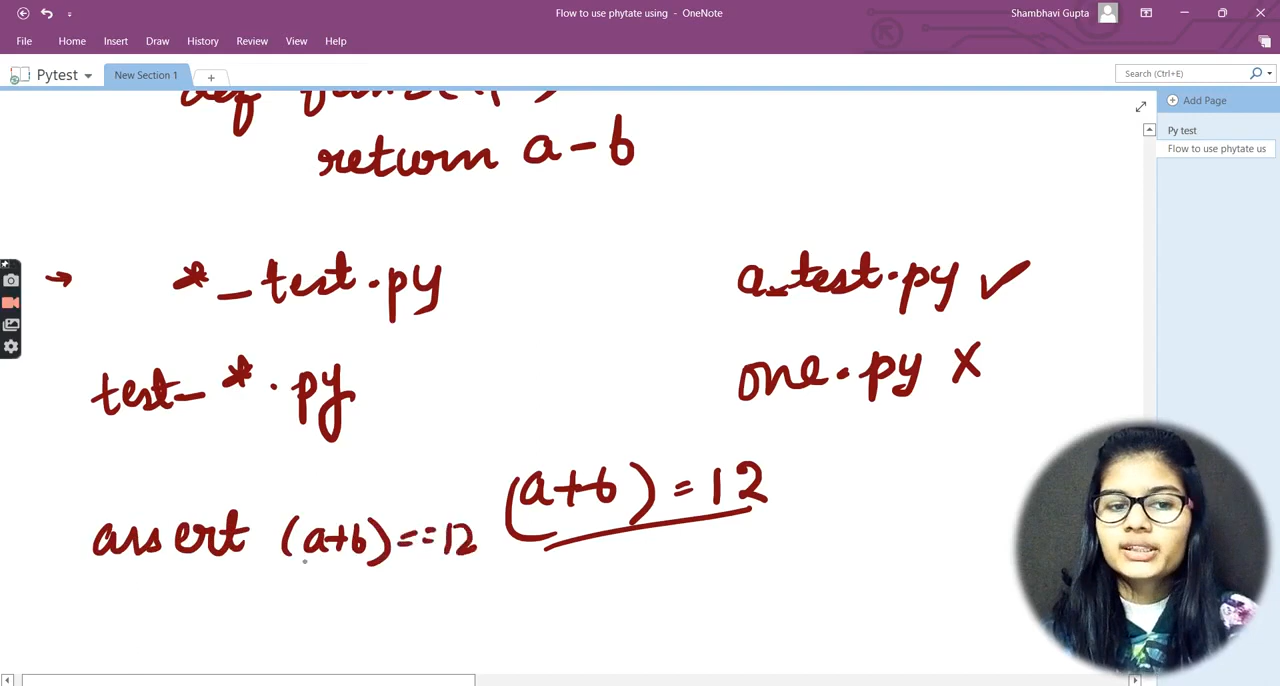 Flow to use phytate using - OneNote
Shambhavi Gupta
File Home Insert Draw History Review View Help
Pytest
New Section 1
+
Search (Ctrl+E)
Add Page
Py test
Flow to use phytate us
def
return a-b
→ *_test.py
a_test.py ✓
test_*.py
one.py X
(a+b) = 12
assert (a+b)==12